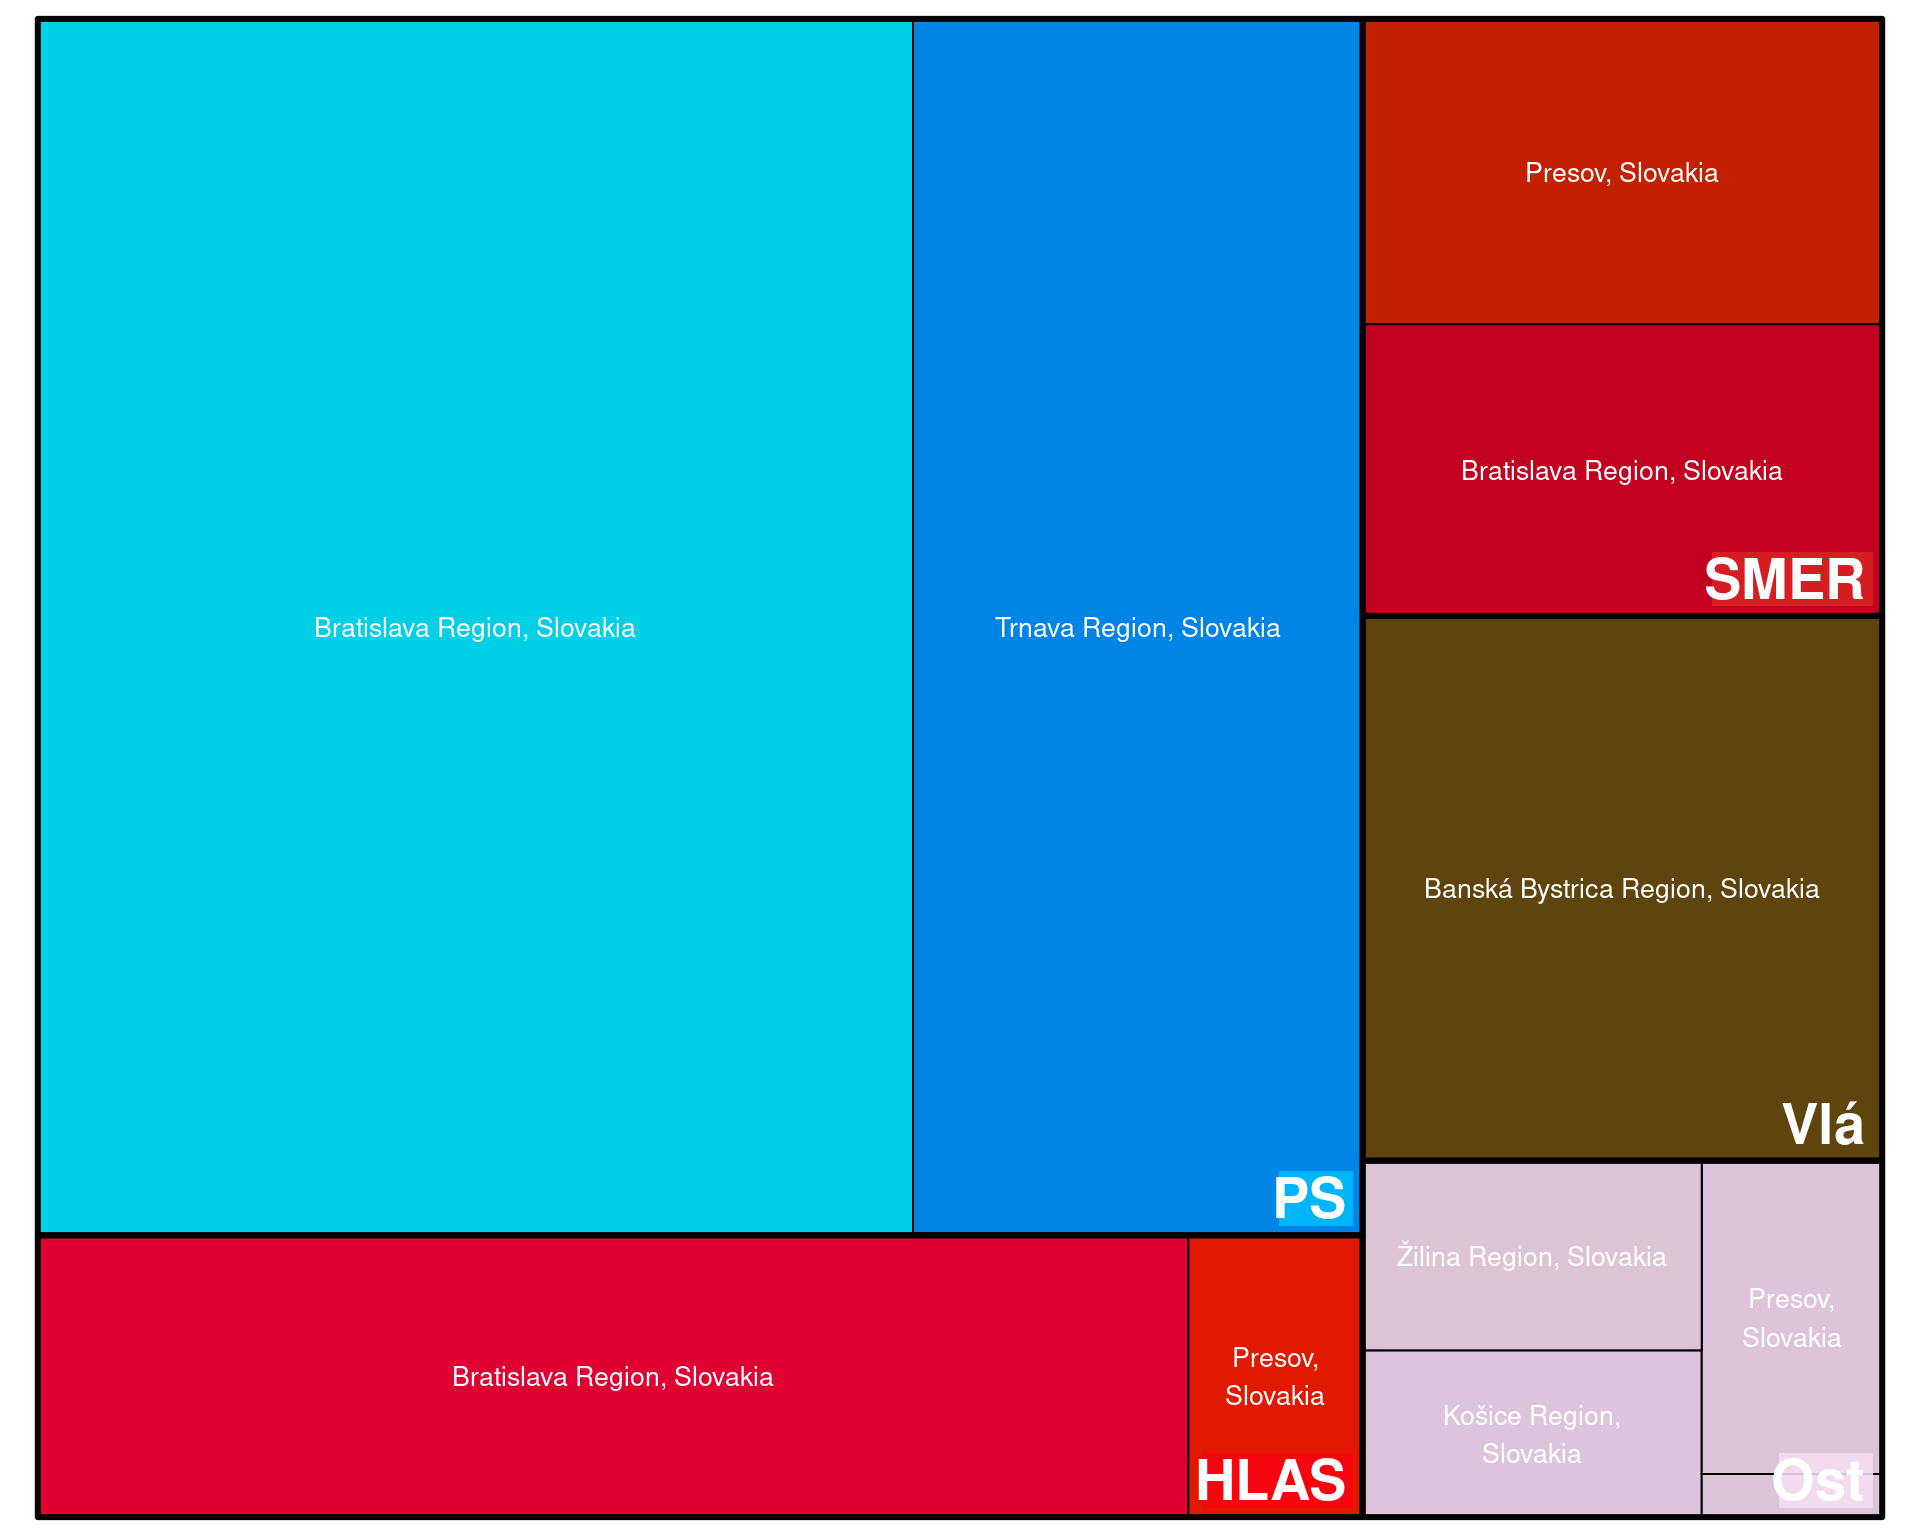 Bratislava Region, Slovakia
Trnava Region, Slovakia
PS
Bratislava Region, Slovakia
Presov,
Slovakia
HLAS
Presov, Slovakia
Bratislava Region, Slovakia
SMER
Banská Bystrica Region, Slovakia
Vlá
Žilina Region, Slovakia
Košice Region,
Slovakia
Presov,
Slovakia
Ost